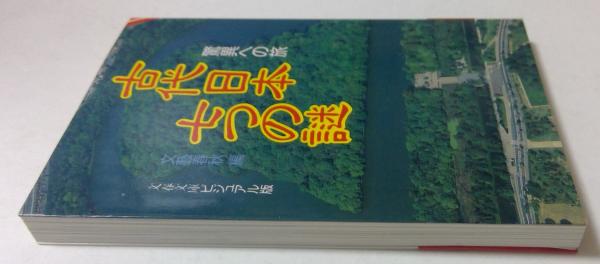 魔異への旅
古代日本
七つの謎
文藝春秋 編
文春文庫ビジュアル版